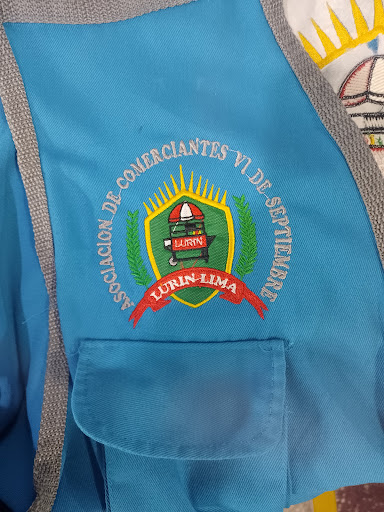 ASOCIACION DE COMERCIANTES VI DE SEPTIEMBRE
LURIN
LURIN-LIMA